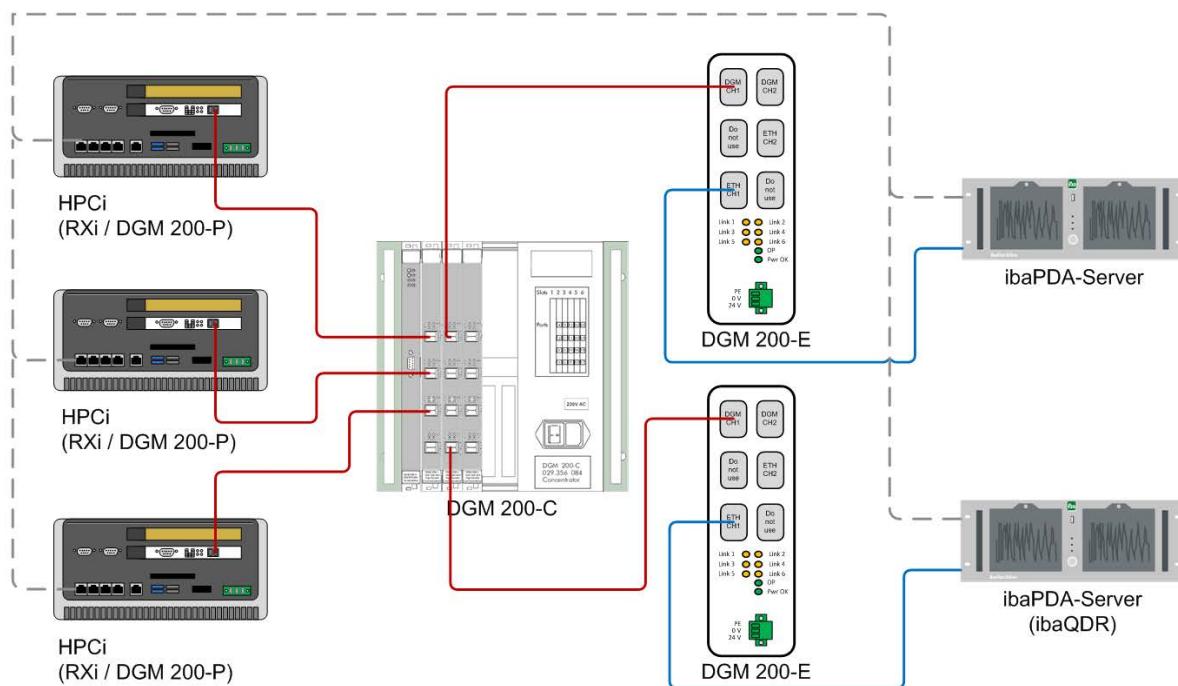 HPCi
(RXi / DGM 200-P)
HPCi
(RXi / DGM 200-P)
HPCi
(RXi / DGM 200-P)
Slots 1 2 3 4 5 6
Ports
200V AC
DGM 200-C
029.356 084
Concentrator
DGM 200-C
DGM CH1
DGM CH2
Do not use
ETH CH2
ETH CH1
Do not use
Link 1
Link 2
Link 3
Link 4
Link 5
Link 6
OP
Pwr OK
PE
0 V
24 V
DGM 200-E
DGM CH1
DGM CH2
Do not use
ETH CH2
ETH CH1
Do not use
Link 1
Link 2
Link 3
Link 4
Link 5
Link 6
OP
Pwr OK
PE
0 V
24 V
DGM 200-E
ibaPDA-Server
ibaPDA-Server
(ibaQDR)